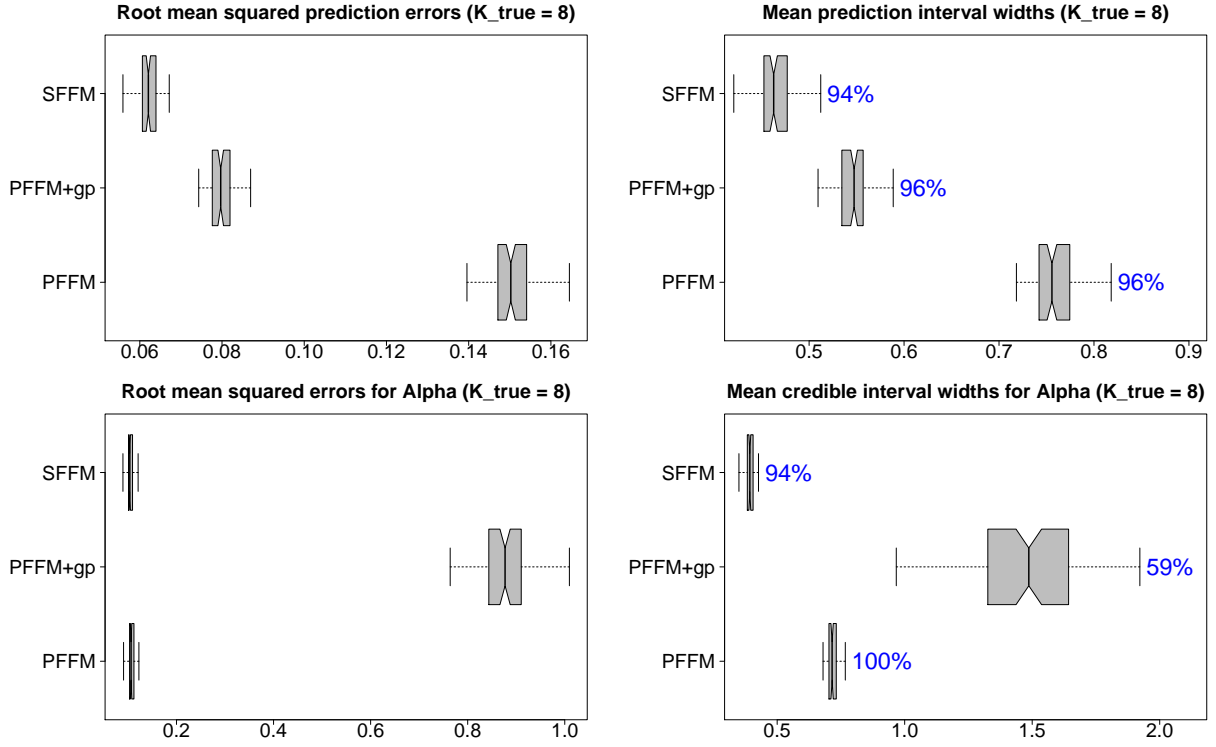 Root mean squared prediction errors (K_true = 8)
SFFM
PFFM+gp
PFFM
0.06 0.08 0.10 0.12 0.14 0.16
Mean prediction interval widths (K_true = 8)
SFFM
94%
PFFM+gp
96%
PFFM
96%
0.5 0.6 0.7 0.8 0.9
Root mean squared errors for Alpha (K_true = 8)
SFFM
PFFM+gp
PFFM
0.2 0.4 0.6 0.8 1.0
Mean credible interval widths for Alpha (K_true = 8)
SFFM
94%
PFFM+gp
59%
PFFM
100%
0.5 1.0 1.5 2.0